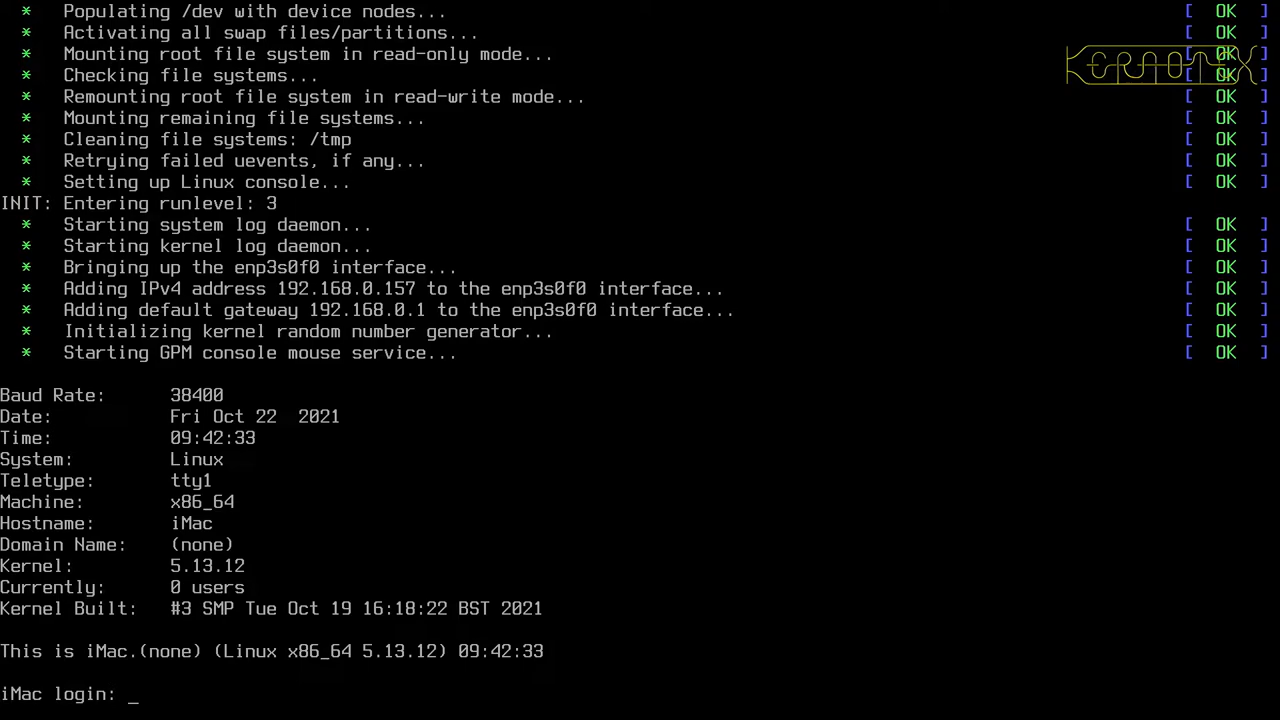 * Populating /dev with device nodes... [ OK ]
* Activating all swap files/partitions... [ OK ]
* Mounting root file system in read-only mode... [ OK ]
* Checking file systems... [ OK ]
* Remounting root file system in read-write mode... [ OK ]
* Mounting remaining file systems... [ OK ]
* Cleaning file systems: /tmp [ OK ]
* Retrying failed uevents, if any... [ OK ]
* Setting up Linux console... [ OK ]
INIT: Entering runlevel: 3
* Starting system log daemon... [ OK ]
* Starting kernel log daemon... [ OK ]
* Bringing up the enp3s0f0 interface... [ OK ]
* Adding IPv4 address 192.168.0.157 to the enp3s0f0 interface... [ OK ]
* Adding default gateway 192.168.0.1 to the enp3s0f0 interface... [ OK ]
* Initializing kernel random number generator... [ OK ]
* Starting GPM console mouse service... [ OK ]
Baud Rate: 38400
Date: Fri Oct 22 2021
Time: 09:42:33
System: Linux
Teletype: tty1
Machine: x86_64
Hostname: iMac
Domain Name: (none)
Kernel: 5.13.12
Currently: 0 users
Kernel Built: #3 SMP Tue Oct 19 16:18:22 BST 2021
This is iMac.(none) (Linux x86_64 5.13.12) 09:42:33
iMac login: _